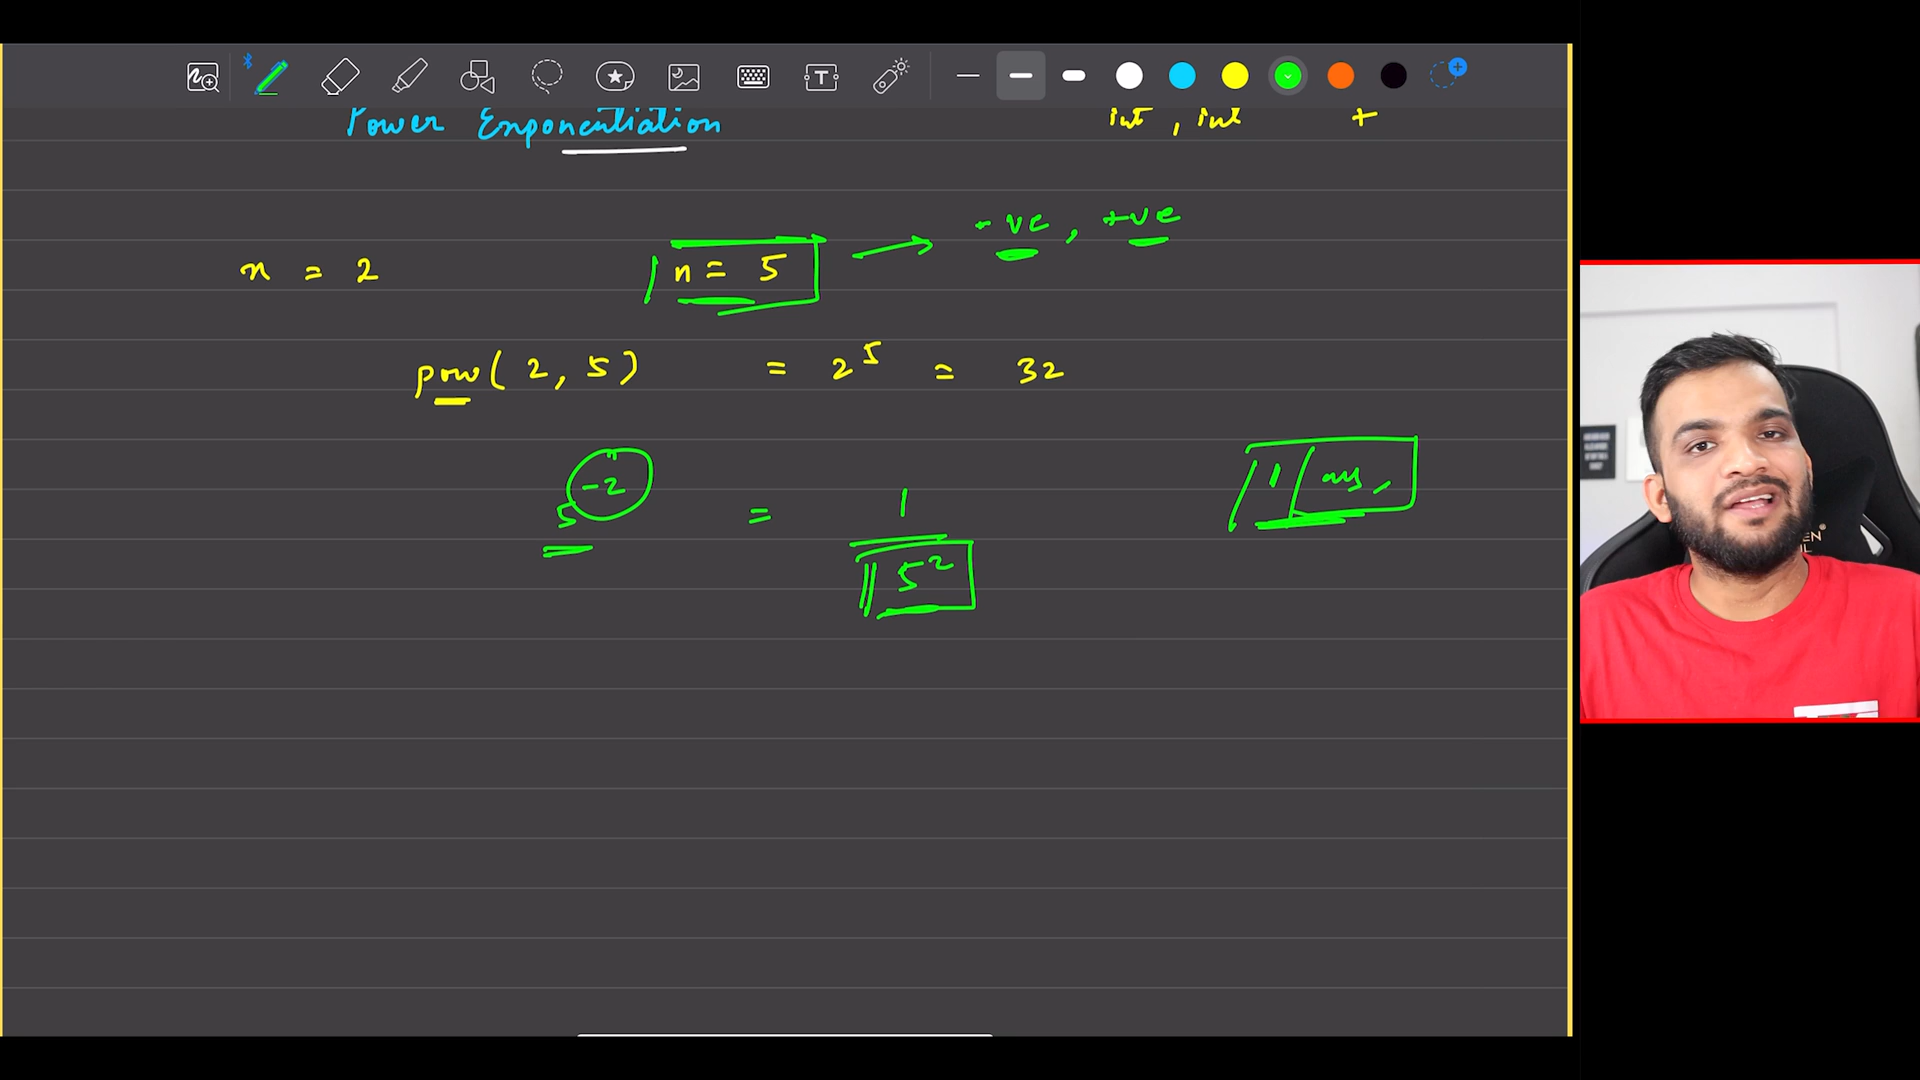 Power Exponentiation int, int +
-ve, +ve
x = 2 n = 5
pow(2, 5) = 2^5 = 32
5^-2 = 1/5^2 1/ans,